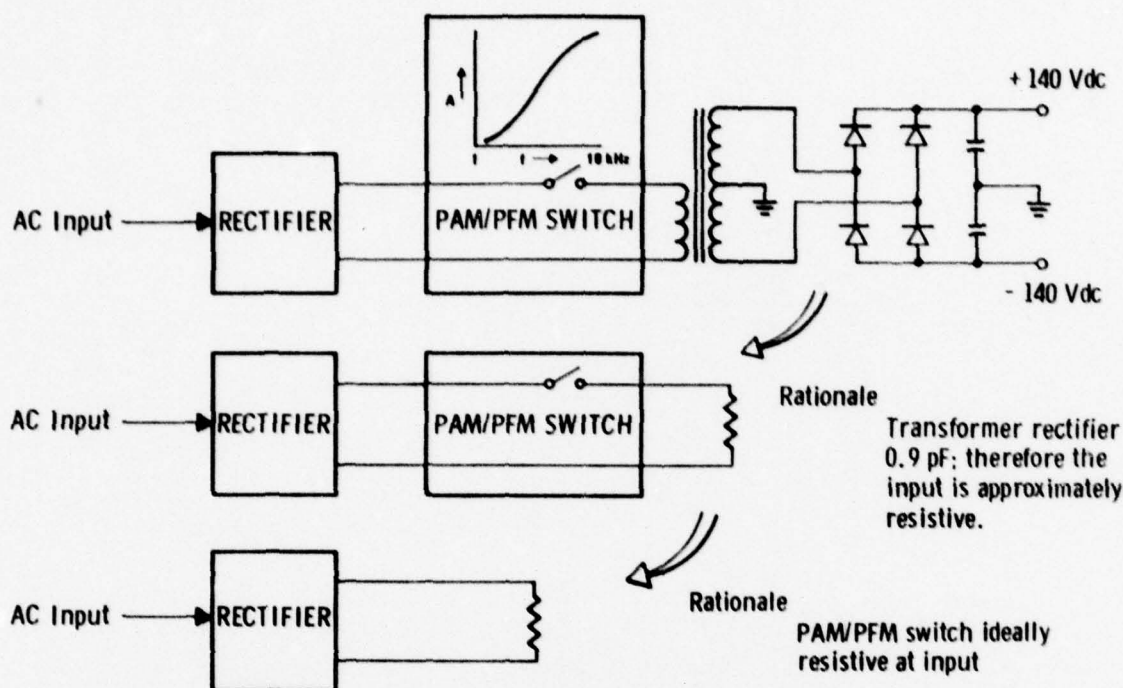 A
1 f 10 kHz
+ 140 Vdc
AC Input RECTIFIER PAM/PFM SWITCH
- 140 Vdc
AC Input RECTIFIER PAM/PFM SWITCH
Rationale
Transformer rectifier
0.9 pF; therefore the
input is approximately
resistive.
AC Input RECTIFIER
Rationale
PAM/PFM switch ideally
resistive at input